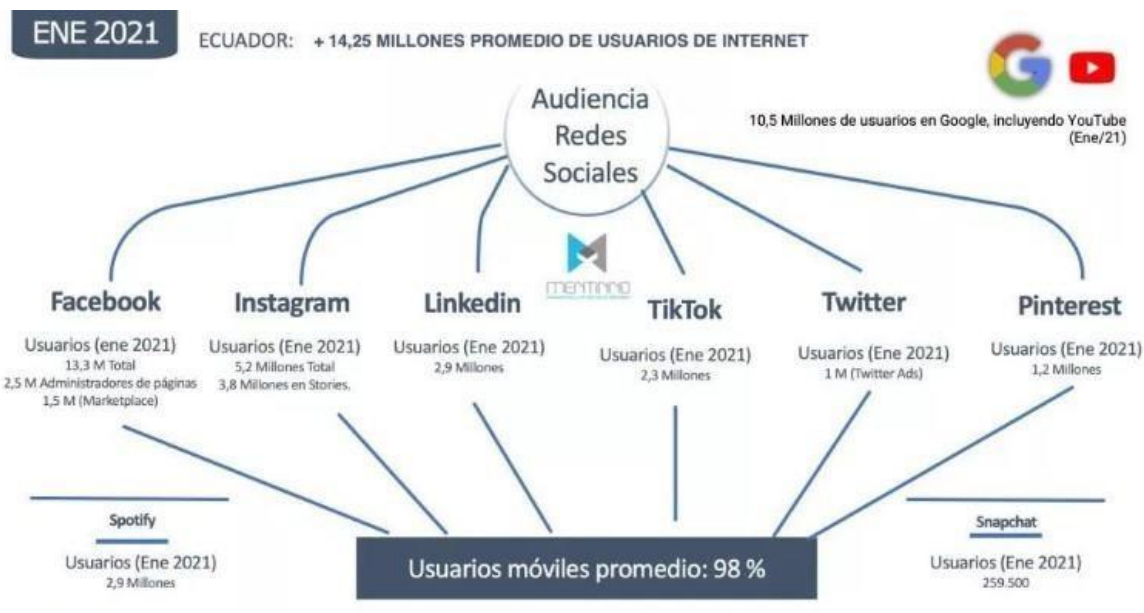 ENE 2021
ECUADOR: + 14,25 MILLONES PROMEDIO DE USUARIOS DE INTERNET
10,5 Millones de usuarios en Google, incluyendo YouTube
(Ene/21)
Audiencia
Redes
Sociales
MENTINNO
Facebook
Usuarios (ene 2021)
13,3 M Total
2,5 M Administradores de páginas
1,5 M (Marketplace)
Instagram
Usuarios (Ene 2021)
5,2 Millones Total
3,8 Millones en Stories.
Linkedin
Usuarios (Ene 2021)
2,9 Millones
TikTok
Usuarios (Ene 2021)
2,3 Millones
Twitter
Usuarios (Ene 2021)
1 M (Twitter Ads)
Pinterest
Usuarios (Ene 2021)
1,2 Millones
Spotify
Usuarios (Ene 2021)
2,9 Millones
Usuarios móviles promedio: 98 %
Snapchat
Usuarios (Ene 2021)
259.500